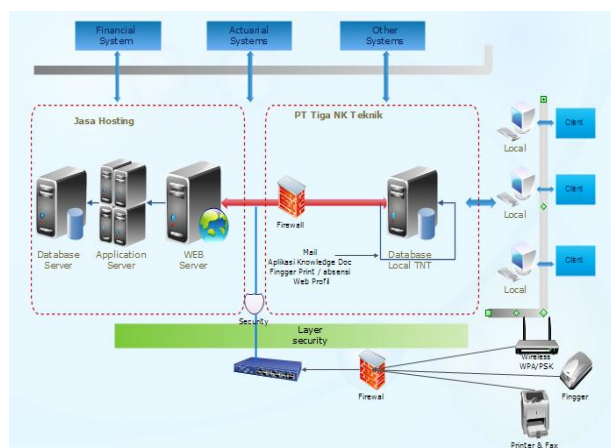 Financial
System
Actuarial
Systems
Other
Systems
Jasa Hosting
PT Tiga NK Teknik
Local
Client
Local
Client
Local
Client
Database
Server
Application
Server
WEB
Server
Firewall
Database
Local TNT
Mail
Aplikasi Knowledge Doc
Fingger Print / absensi
Web Profil
Security
Layer
security
Firewal
Wireless
WPA/PSK
Fingger
Printer & Fax